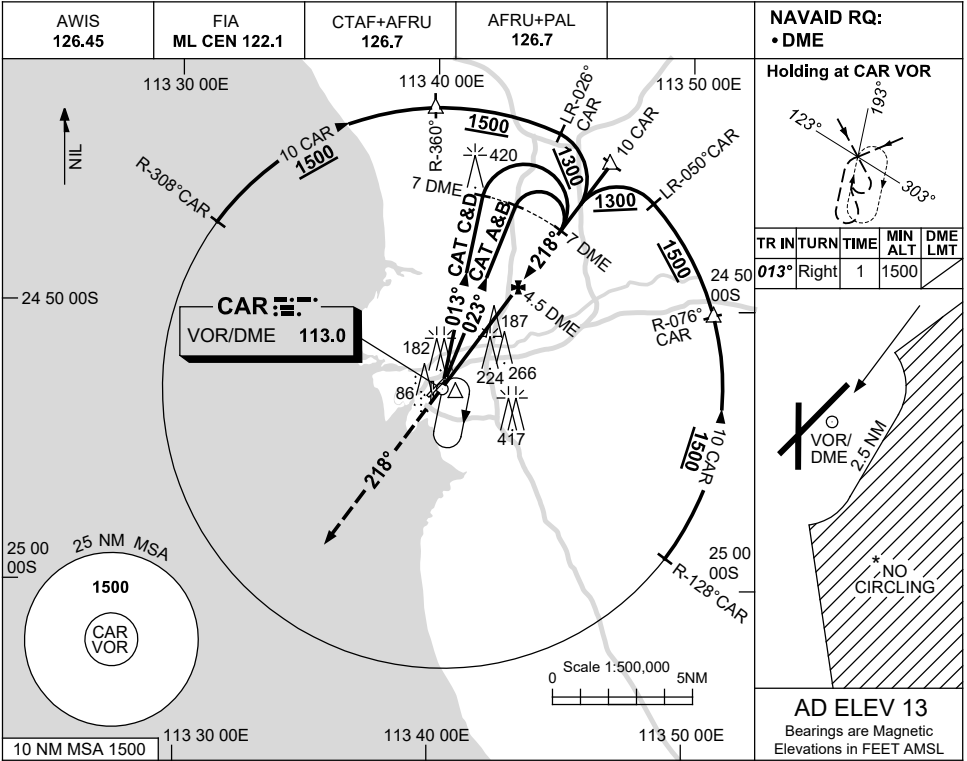 AWIS
126.45
FIA
ML CEN 122.1
CTAF+AFRU
126.7
AFRU+PAL
126.7
NAVAID RQ:
• DME
113 30 00E
113 40 00E
113 50 00E
NIL
R-308°CAR
10 CAR
1500
R-360°
1500
LR-026°
CAR
1300
10 CAR
1300
LR-050°CAR
1500
420
7 DME
CAT C&D
CAT A&B
013°
023°
218°
7 DME
4.5 DME
24 50 00S
24 50
00S
R-076°
CAR
CAR
VOR/DME 113.0
182
86
187
266
224
417
218°
10 CAR
1500
R-128°CAR
25 00
00S
25 00
00S
25 NM MSA
1500
CAR
VOR
Scale 1:500,000
0
5NM
113 30 00E
113 40 00E
113 50 00E
10 NM MSA 1500
Holding at CAR VOR
193°
123°
303°
TR IN
TURN
TIME
MIN
ALT
DME
LMT
013°
Right
1
1500
VOR/
DME
2.5 NM
*NO
CIRCLING
AD ELEV 13
Bearings are Magnetic
Elevations in FEET AMSL